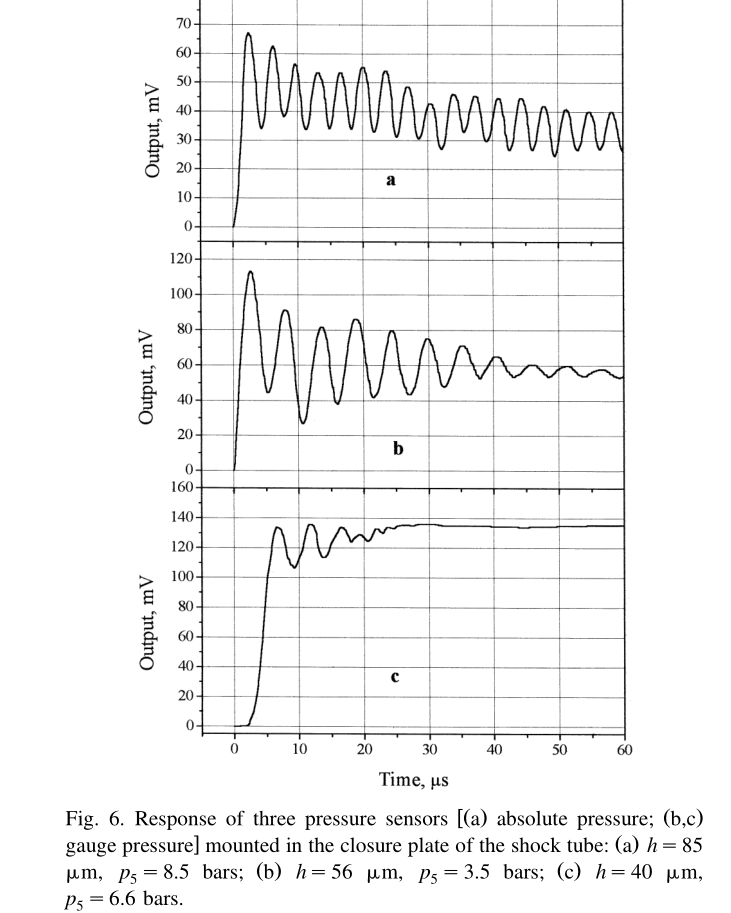 70
60
50
40
30
20
10
0
Output, mV
a
120
100
80
60
40
20
0
Output, mV
b
160
140
120
100
80
60
40
20
0
Output, mV
c
0 10 20 30 40 50 60
Time, μs
Fig. 6. Response of three pressure sensors [(a) absolute pressure; (b,c)
gauge pressure] mounted in the closure plate of the shock tube: (a) h = 85
μm, p5 = 8.5 bars; (b) h = 56 μm, p5 = 3.5 bars; (c) h = 40 μm,
p5 = 6.6 bars.